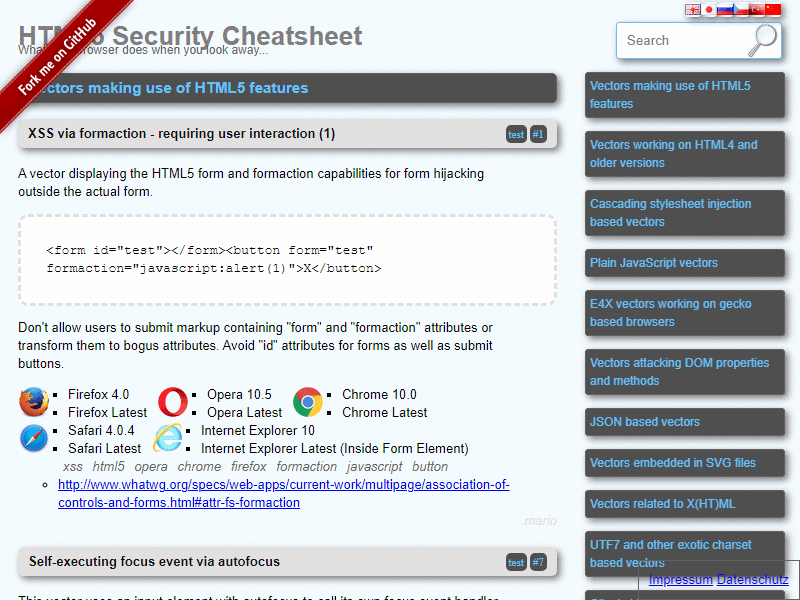 HTML5 Security Cheatsheet
What your browser does when you look away...
Fork me on GitHub
Search
Vectors making use of HTML5 features
XSS via formaction - requiring user interaction (1)
test #1
A vector displaying the HTML5 form and formaction capabilities for form hijacking
outside the actual form.
<form id="test"></form><button form="test"
formaction="javascript:alert(1)">X</button>
Don't allow users to submit markup containing "form" and "formaction" attributes or
transform them to bogus attributes. Avoid "id" attributes for forms as well as submit
buttons.
Firefox 4.0
Firefox Latest
Opera 10.5
Opera Latest
Chrome 10.0
Chrome Latest
Safari 4.0.4
Safari Latest
Internet Explorer 10
Internet Explorer Latest (Inside Form Element)
xss html5 opera chrome firefox formaction javascript button
http://www.whatwg.org/specs/web-apps/current-work/multipage/association-of-
controls-and-forms.html#attr-fs-formaction
.mario
Self-executing focus event via autofocus
test #7
This vector uses an input element with autofocus to call its own focus event handler
Vectors making use of HTML5
features
Vectors working on HTML4 and
older versions
Cascading stylesheet injection
based vectors
Plain JavaScript vectors
E4X vectors working on gecko
based browsers
Vectors attacking DOM properties
and methods
JSON based vectors
Vectors embedded in SVG files
Vectors related to X(HT)ML
UTF7 and other exotic charset
based vectors
Impressum Datenschutz